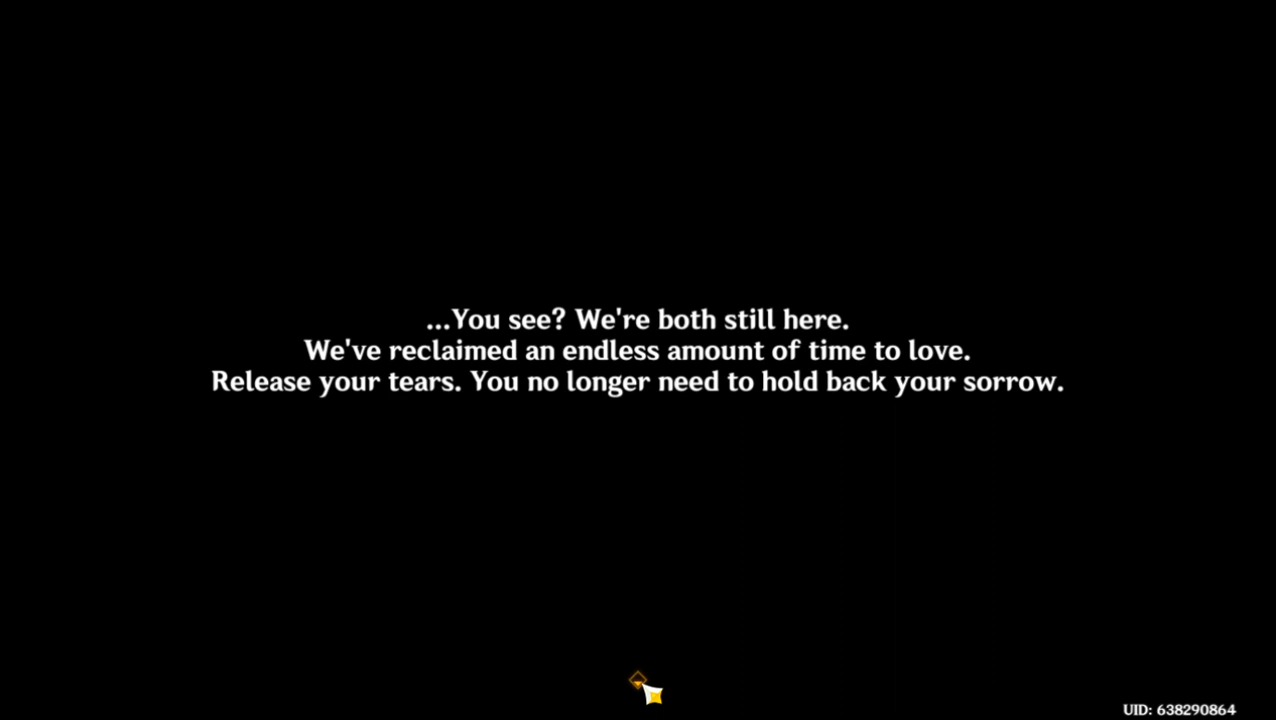 ...You see? We're both still here.
We've reclaimed an endless amount of time to love.
Release your tears. You no longer need to hold back your sorrow.
UID: 638290864